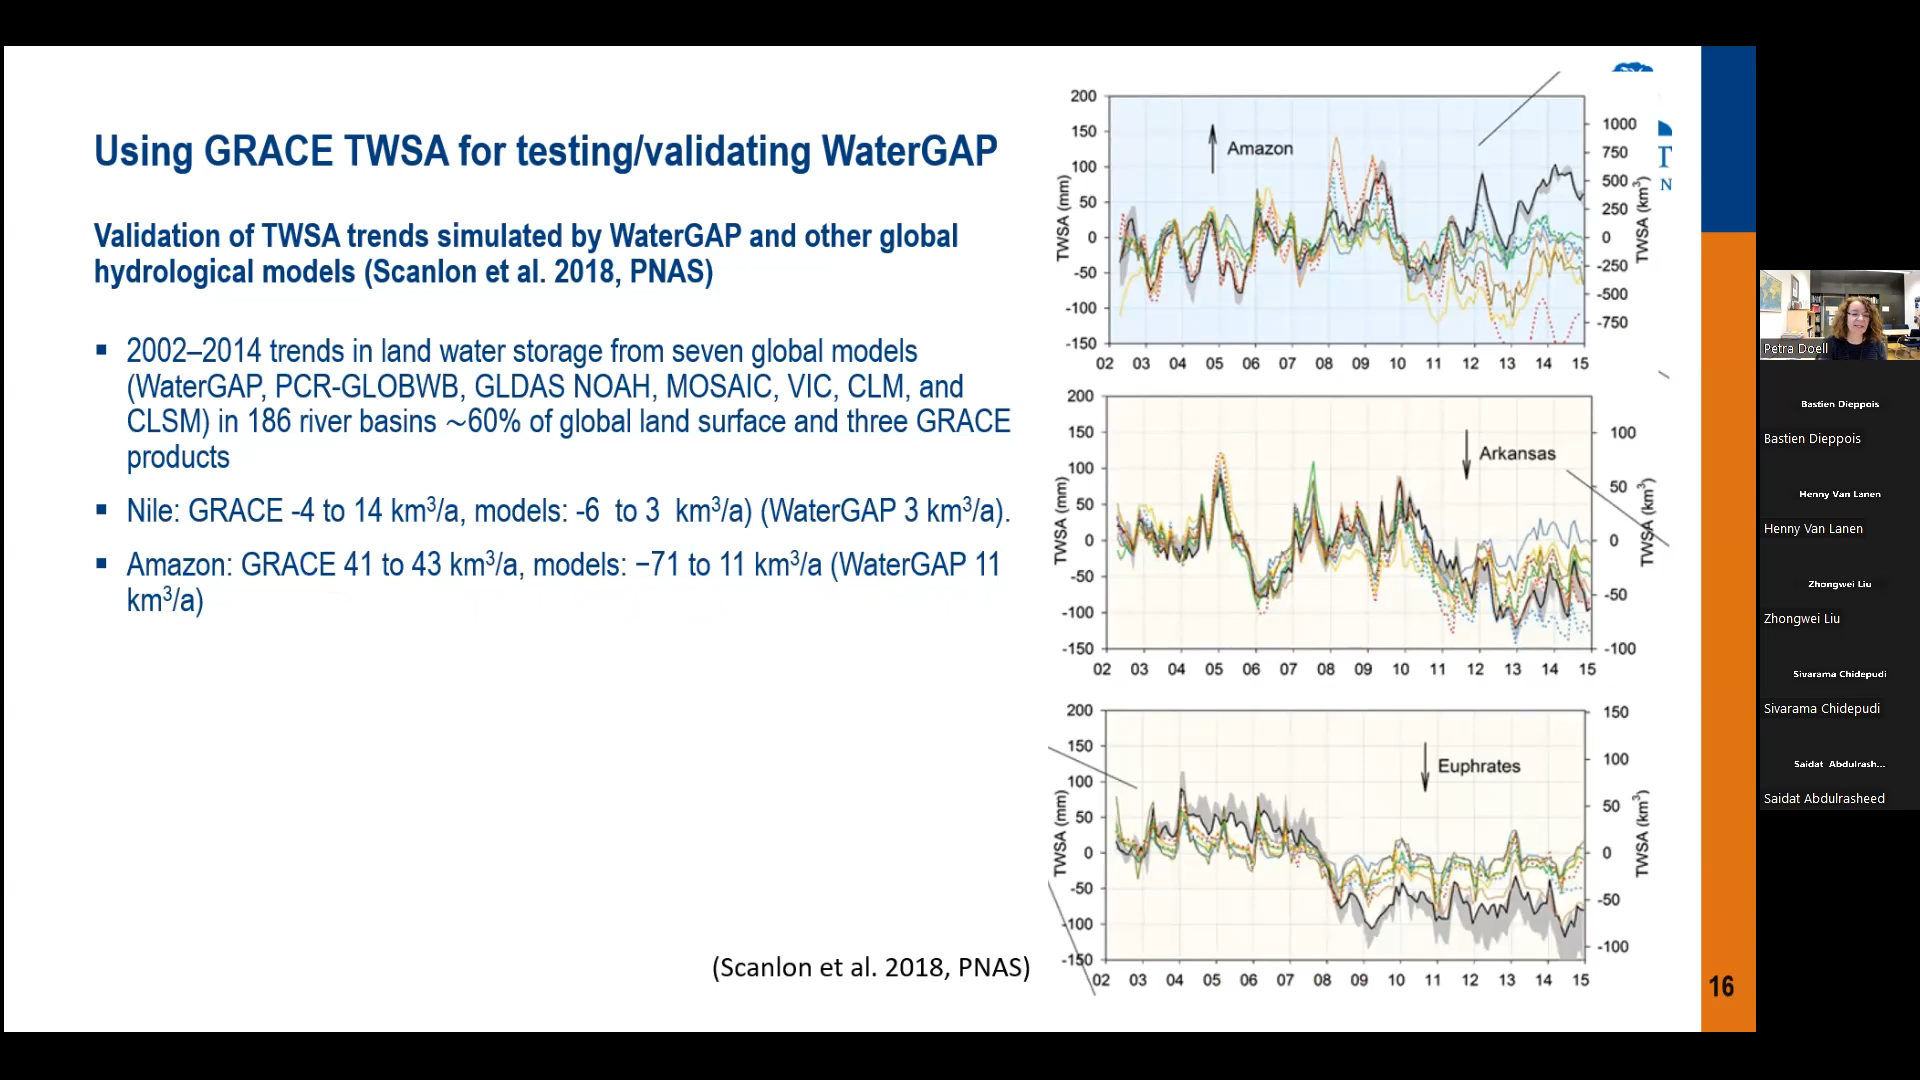 Using GRACE TWSA for testing/validating WaterGAP
Validation of TWSA trends simulated by WaterGAP and other global
hydrological models (Scanlon et al. 2018, PNAS)
▪ 2002–2014 trends in land water storage from seven global models
(WaterGAP, PCR-GLOBWB, GLDAS NOAH, MOSAIC, VIC, CLM, and
CLSM) in 186 river basins ~60% of global land surface and three GRACE
products
▪ Nile: GRACE -4 to 14 km³/a, models: -6 to 3 km³/a) (WaterGAP 3 km³/a).
▪ Amazon: GRACE 41 to 43 km³/a, models: −71 to 11 km³/a (WaterGAP 11
km³/a)
(Scanlon et al. 2018, PNAS)
200
150
100
50
0
-50
-100
-150
TWSA (mm)
Amazon
1000
750
500
250
0
-250
-500
-750
TWSA (km³)
02 03 04 05 06 07 08 09 10 11 12 13 14 15
T
N
200
150
100
50
0
-50
-100
-150
TWSA (mm)
Arkansas
100
50
0
-50
-100
TWSA (km³)
02 03 04 05 06 07 08 09 10 11 12 13 14 15
200
150
100
50
0
-50
-100
-150
TWSA (mm)
Euphrates
150
100
50
0
-50
-100
TWSA (km³)
02 03 04 05 06 07 08 09 10 11 12 13 14 15
16
Petra Doell
Bastien Dieppois
Bastien Dieppois
Henny Van Lanen
Henny Van Lanen
Zhongwei Liu
Zhongwei Liu
Sivarama Chidepudi
Sivarama Chidepudi
Saidat Abdulrash...
Saidat Abdulrasheed